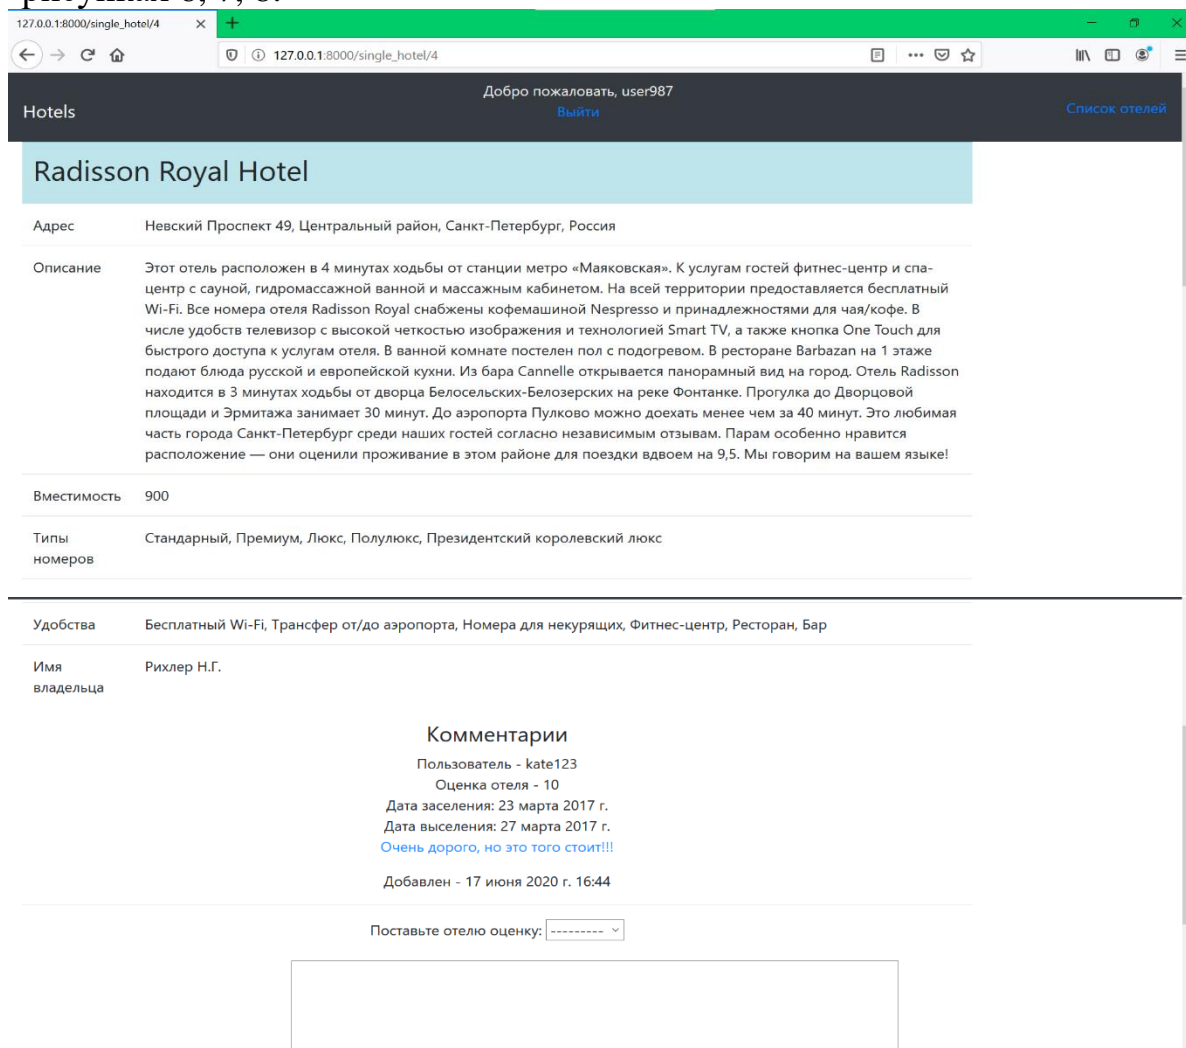 рисунках 6, 7, 8.
127.0.0.1:8000/single_hotel/4
127.0.0.1:8000/single_hotel/4
Добро пожаловать, user987
Hotels
Выйти
Список отелей
Radisson Royal Hotel
Адрес
Невский Проспект 49, Центральный район, Санкт-Петербург, Россия
Описание
Этот отель расположен в 4 минутах ходьбы от станции метро «Маяковская». К услугам гостей фитнес-центр и спа-
центр с сауной, гидромассажной ванной и массажным кабинетом. На всей территории предоставляется бесплатный
Wi-Fi. Все номера отеля Radisson Royal снабжены кофемашиной Nespresso и принадлежностями для чая/кофе. В
числе удобств телевизор с высокой четкостью изображения и технологией Smart TV, а также кнопка One Touch для
быстрого доступа к услугам отеля. В ванной комнате постелен пол с подогревом. В ресторане Barbazan на 1 этаже
подают блюда русской и европейской кухни. Из бара Cannelle открывается панорамный вид на город. Отель Radisson
находится в 3 минутах ходьбы от дворца Белосельских-Белозерских на реке Фонтанке. Прогулка до Дворцовой
площади и Эрмитажа занимает 30 минут. До аэропорта Пулково можно доехать менее чем за 40 минут. Это любимая
часть города Санкт-Петербург среди наших гостей согласно независимым отзывам. Парам особенно нравится
расположение — они оценили проживание в этом районе для поездки вдвоем на 9,5. Мы говорим на вашем языке!
Вместимость
900
Типы
номеров
Стандарный, Премиум, Люкс, Полулюкс, Президентский королевский люкс
Удобства
Бесплатный Wi-Fi, Трансфер от/до аэропорта, Номера для некурящих, Фитнес-центр, Ресторан, Бар
Имя
владельца
Рихлер Н.Г.
Комментарии
Пользователь - kate123
Оценка отеля - 10
Дата заселения: 23 марта 2017 г.
Дата выселения: 27 марта 2017 г.
Очень дорого, но это того стоит!!!
Добавлен - 17 июня 2020 г. 16:44
Поставьте отелю оценку: ---------